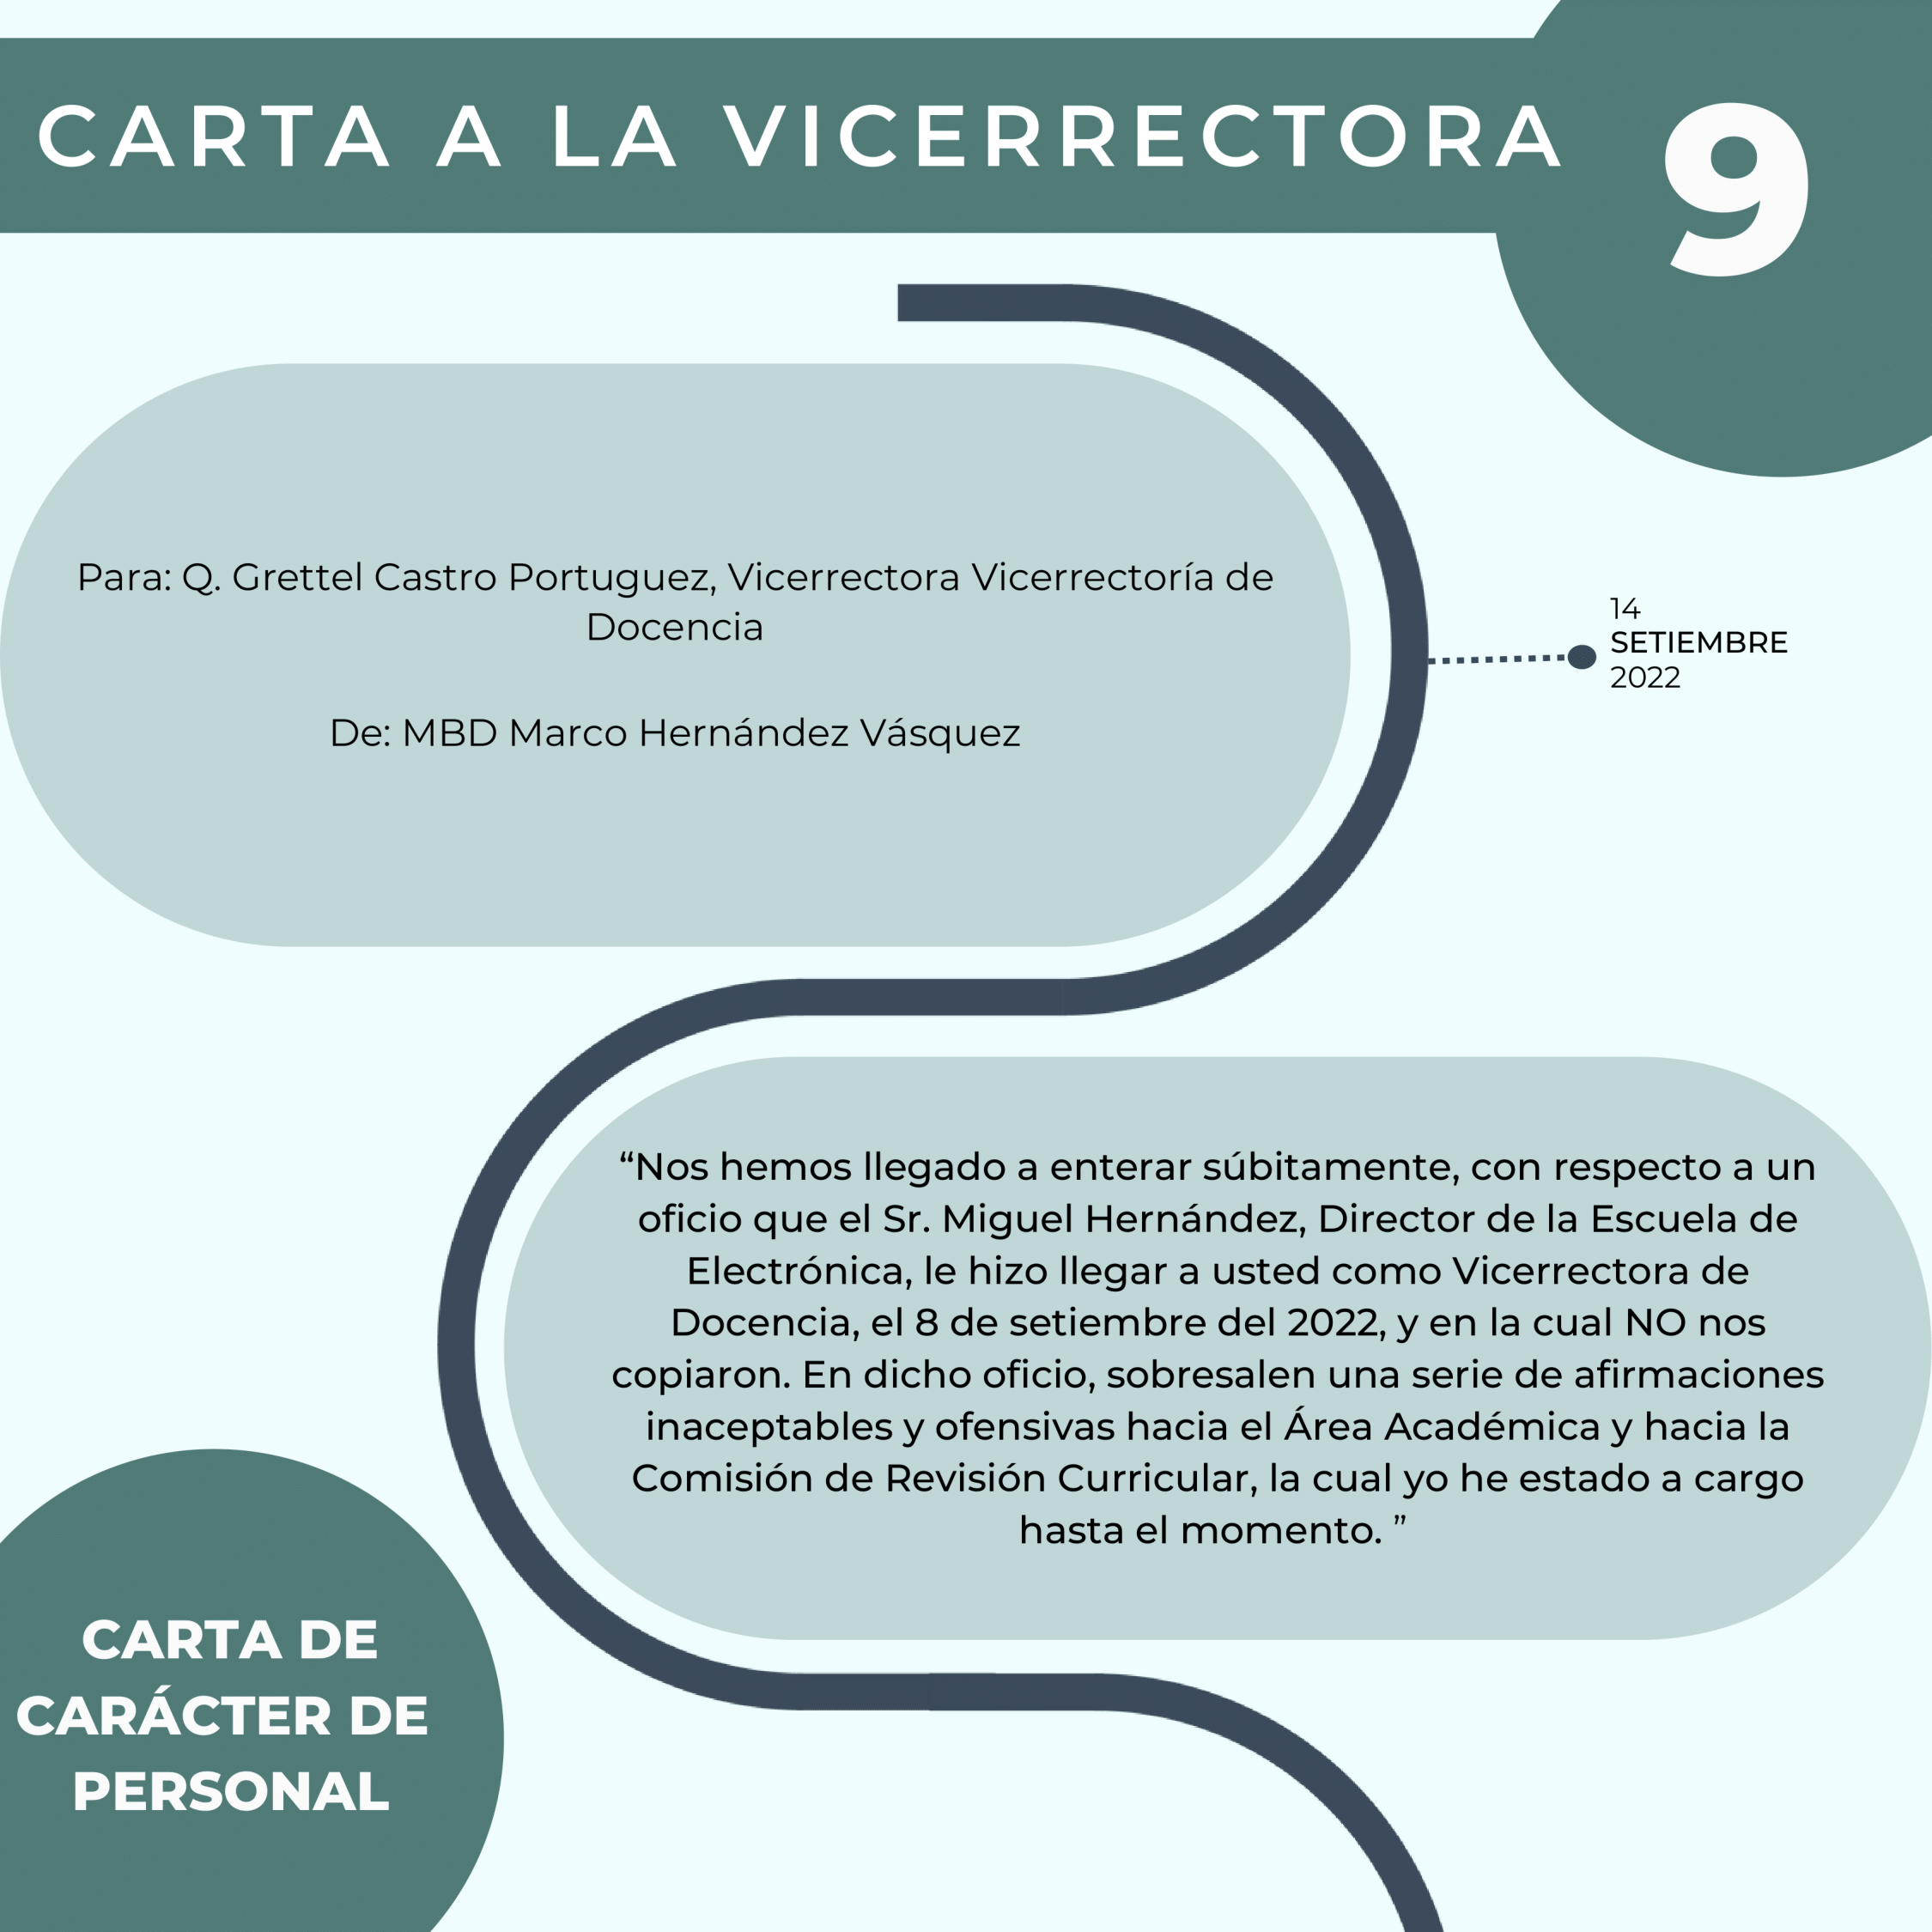 CARTA A LA VICERRECTORA
9
Para: Q. Grettel Castro Portuguez, Vicerrectora Vicerrectoría de
Docencia
De: MBD Marco Hernández Vásquez
14
SETIEMBRE
2022
“Nos hemos llegado a enterar súbitamente, con respecto a un
oficio que el Sr. Miguel Hernández, Director de la Escuela de
Electrónica, le hizo llegar a usted como Vicerrectora de
Docencia, el 8 de setiembre del 2022, y en la cual NO nos
copiaron. En dicho oficio, sobresalen una serie de afirmaciones
inaceptables y ofensivas hacia el Área Académica y hacia la
Comisión de Revisión Curricular, la cual yo he estado a cargo
hasta el momento. ”
CARTA DE
CARÁCTER DE
PERSONAL